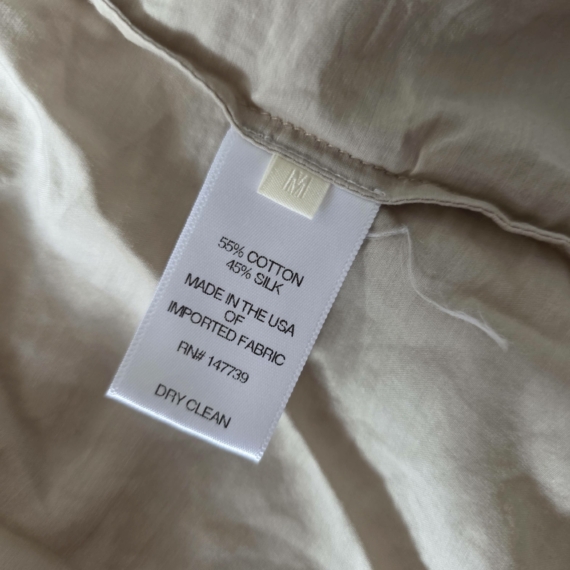 M
55% COTTON
45% SILK
MADE IN THE USA
OF
IMPORTED FABRIC
RN# 147739
DRY CLEAN